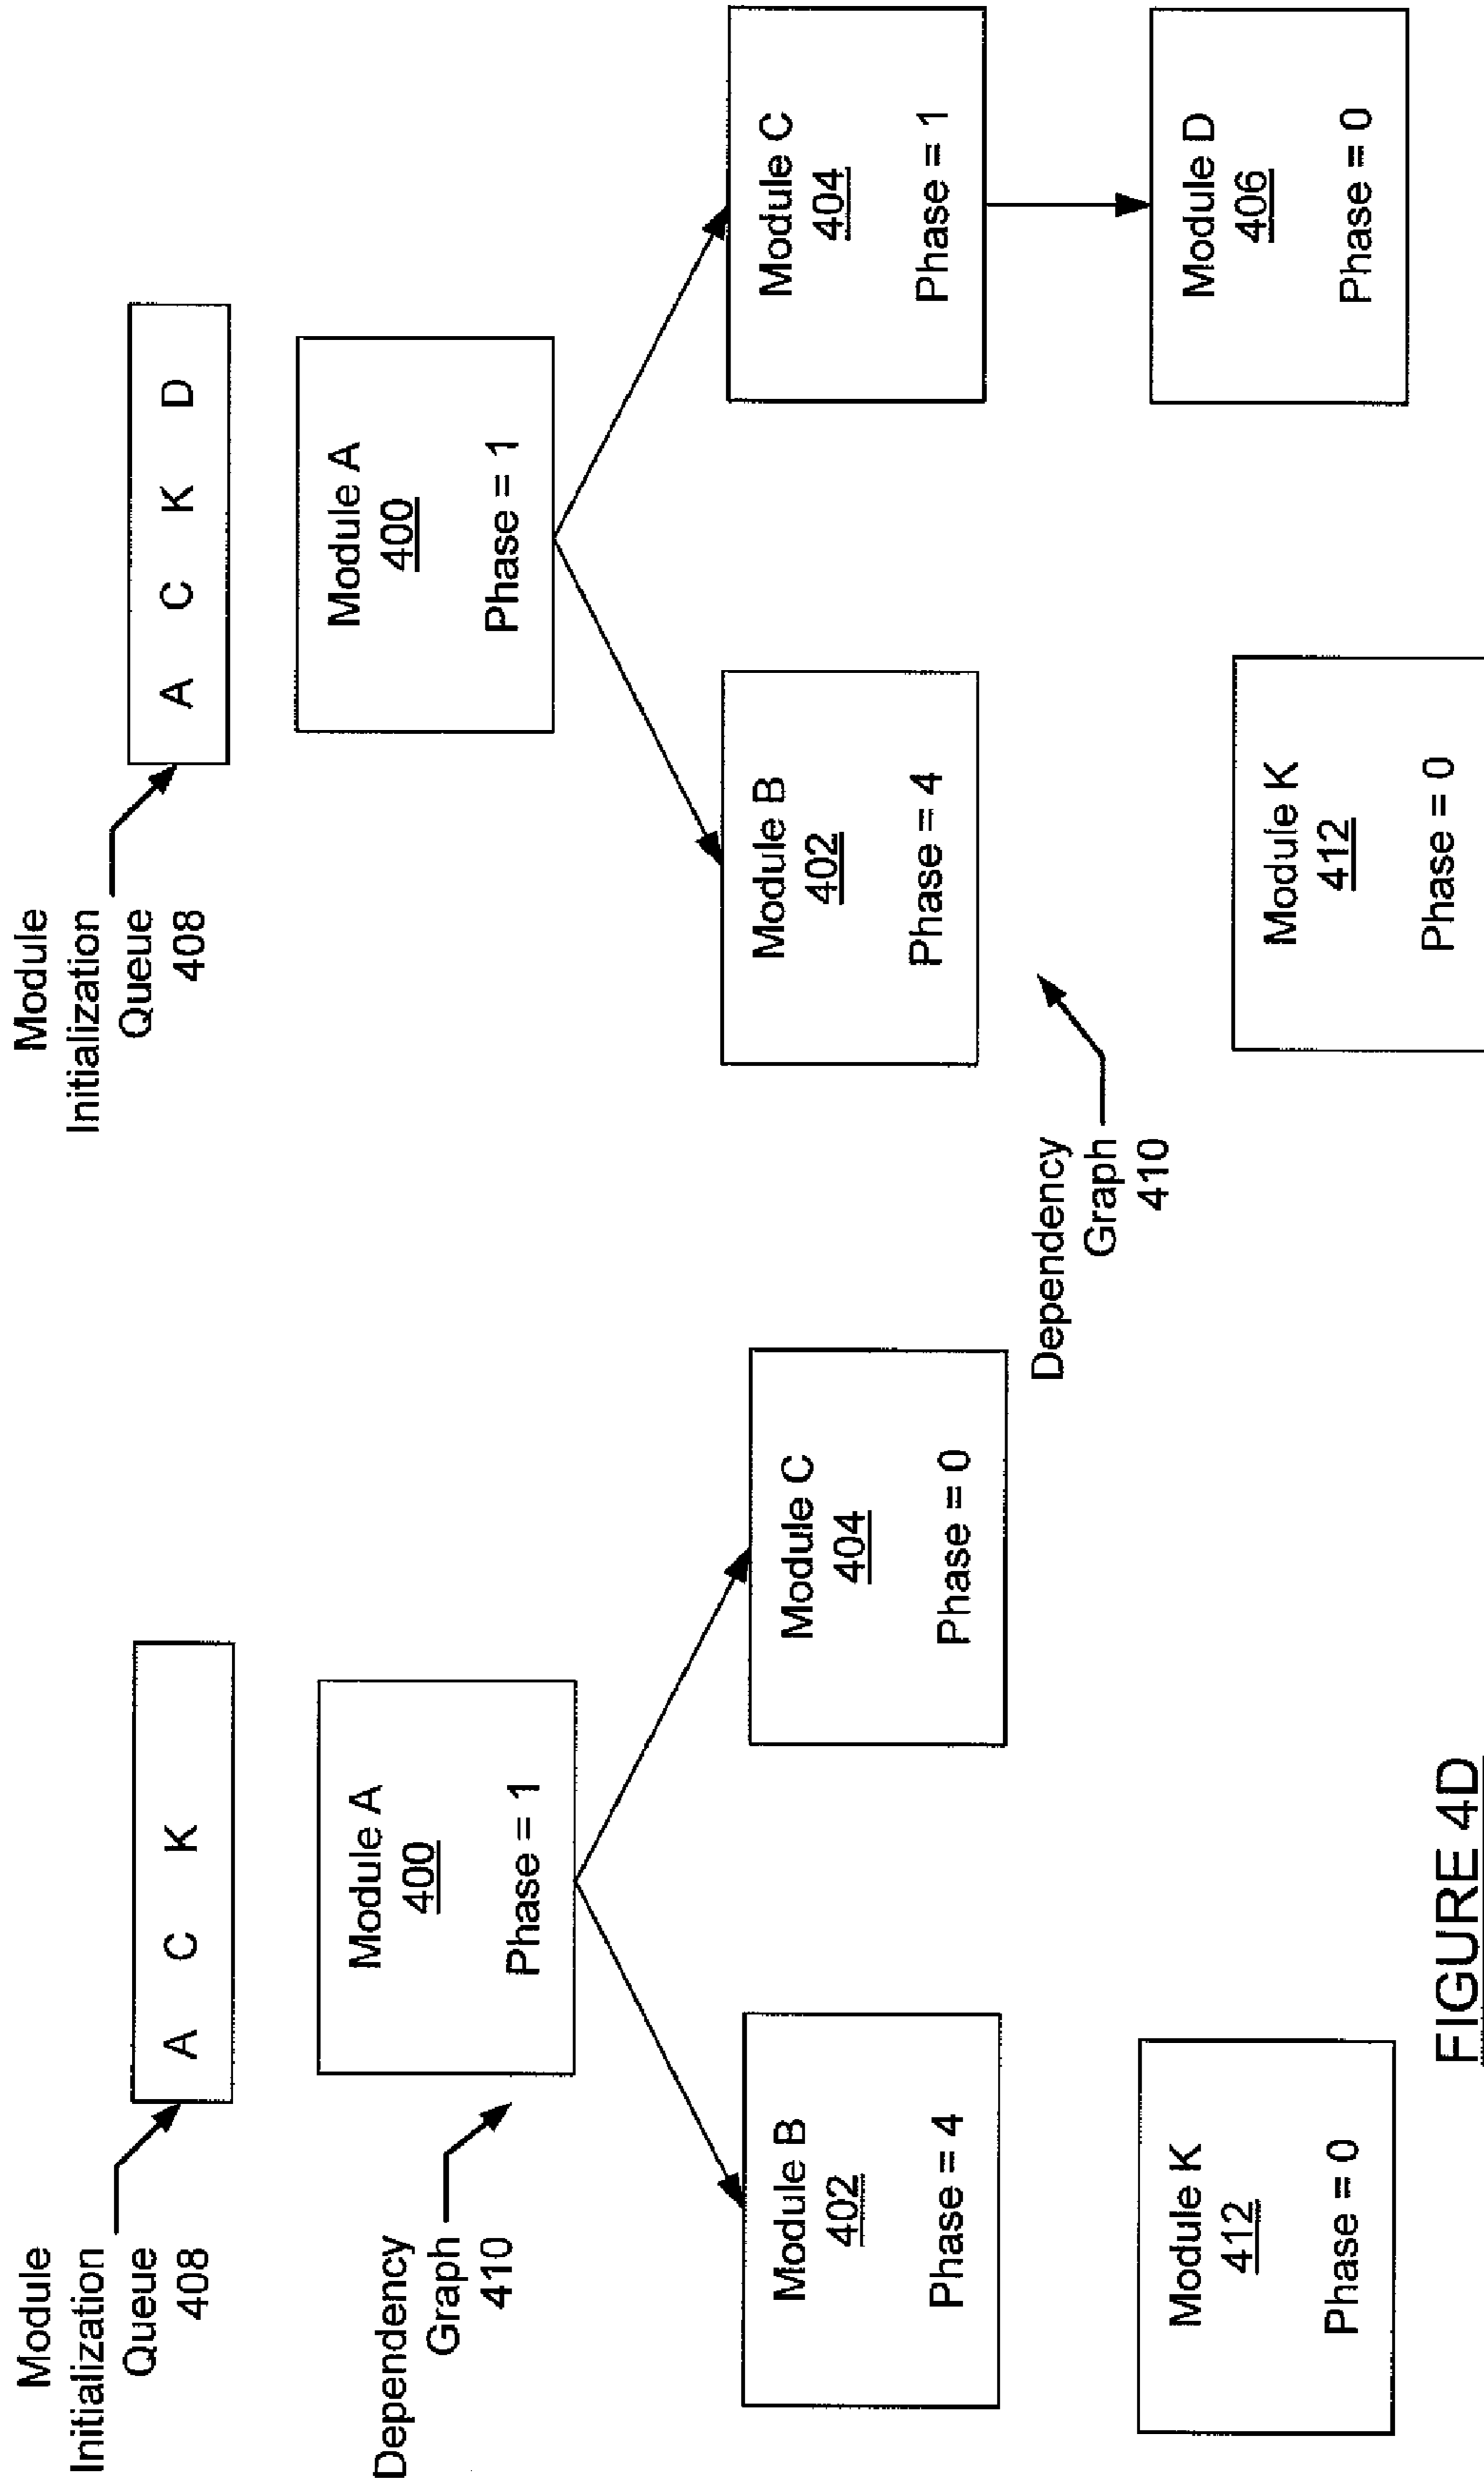 Module
Initialization
Queue
408
A C K
Dependency
Graph
410
Module A
400
Phase = 1
Module B
402
Phase = 4
Module C
404
Phase = 0
Module K
412
Phase = 0
Module
Initialization
Queue
408
A C K D
Module A
400
Phase = 1
Module B
402
Phase = 4
Module C
404
Phase = 1
Dependency
Graph
410
Module K
412
Phase = 0
Module D
406
Phase = 0
FIGURE 4D